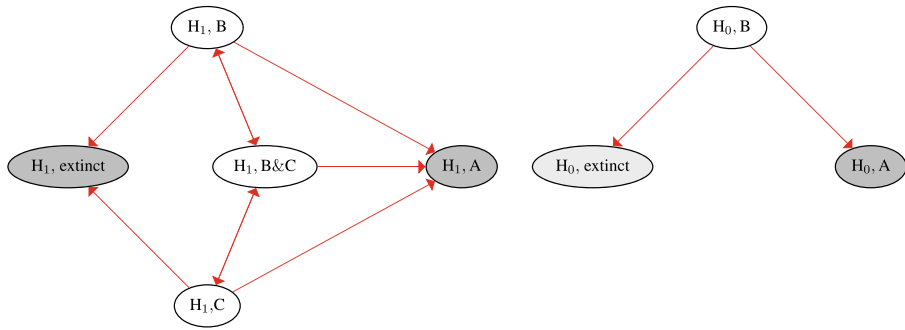 H₁, B
H₀, B
H₁, extinct
H₁, B&C
H₁, A
H₀, extinct
H₀, A
H₁,C